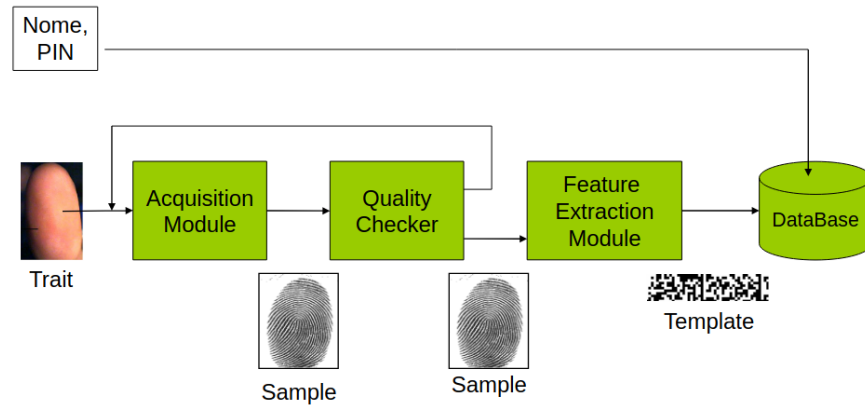 Nome,
PIN
Acquisition
Module
Quality
Checker
Feature
Extraction
Module
DataBase
Trait
Template
Sample
Sample